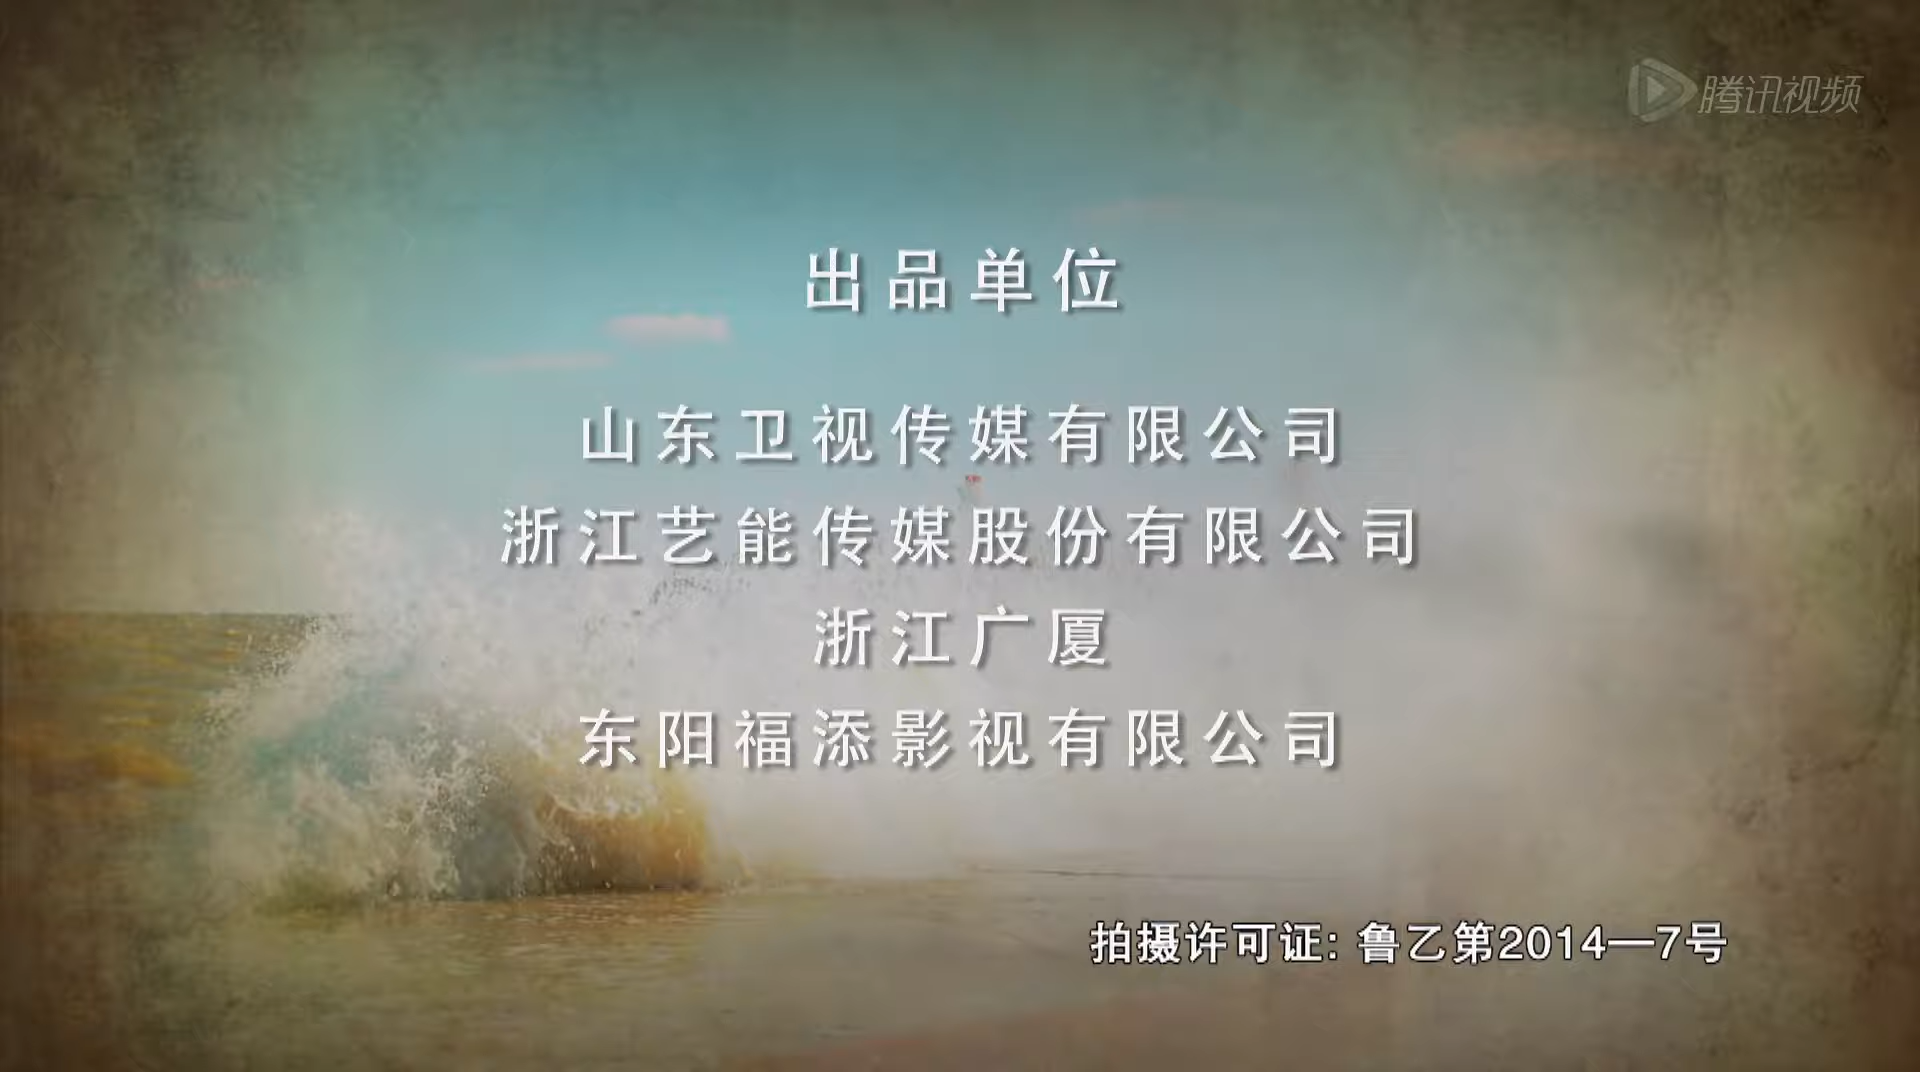 腾讯视频
出品单位
山东卫视传媒有限公司
浙江艺能传媒股份有限公司
浙江广厦
东阳福添影视有限公司
拍摄许可证: 鲁乙第2014—7号